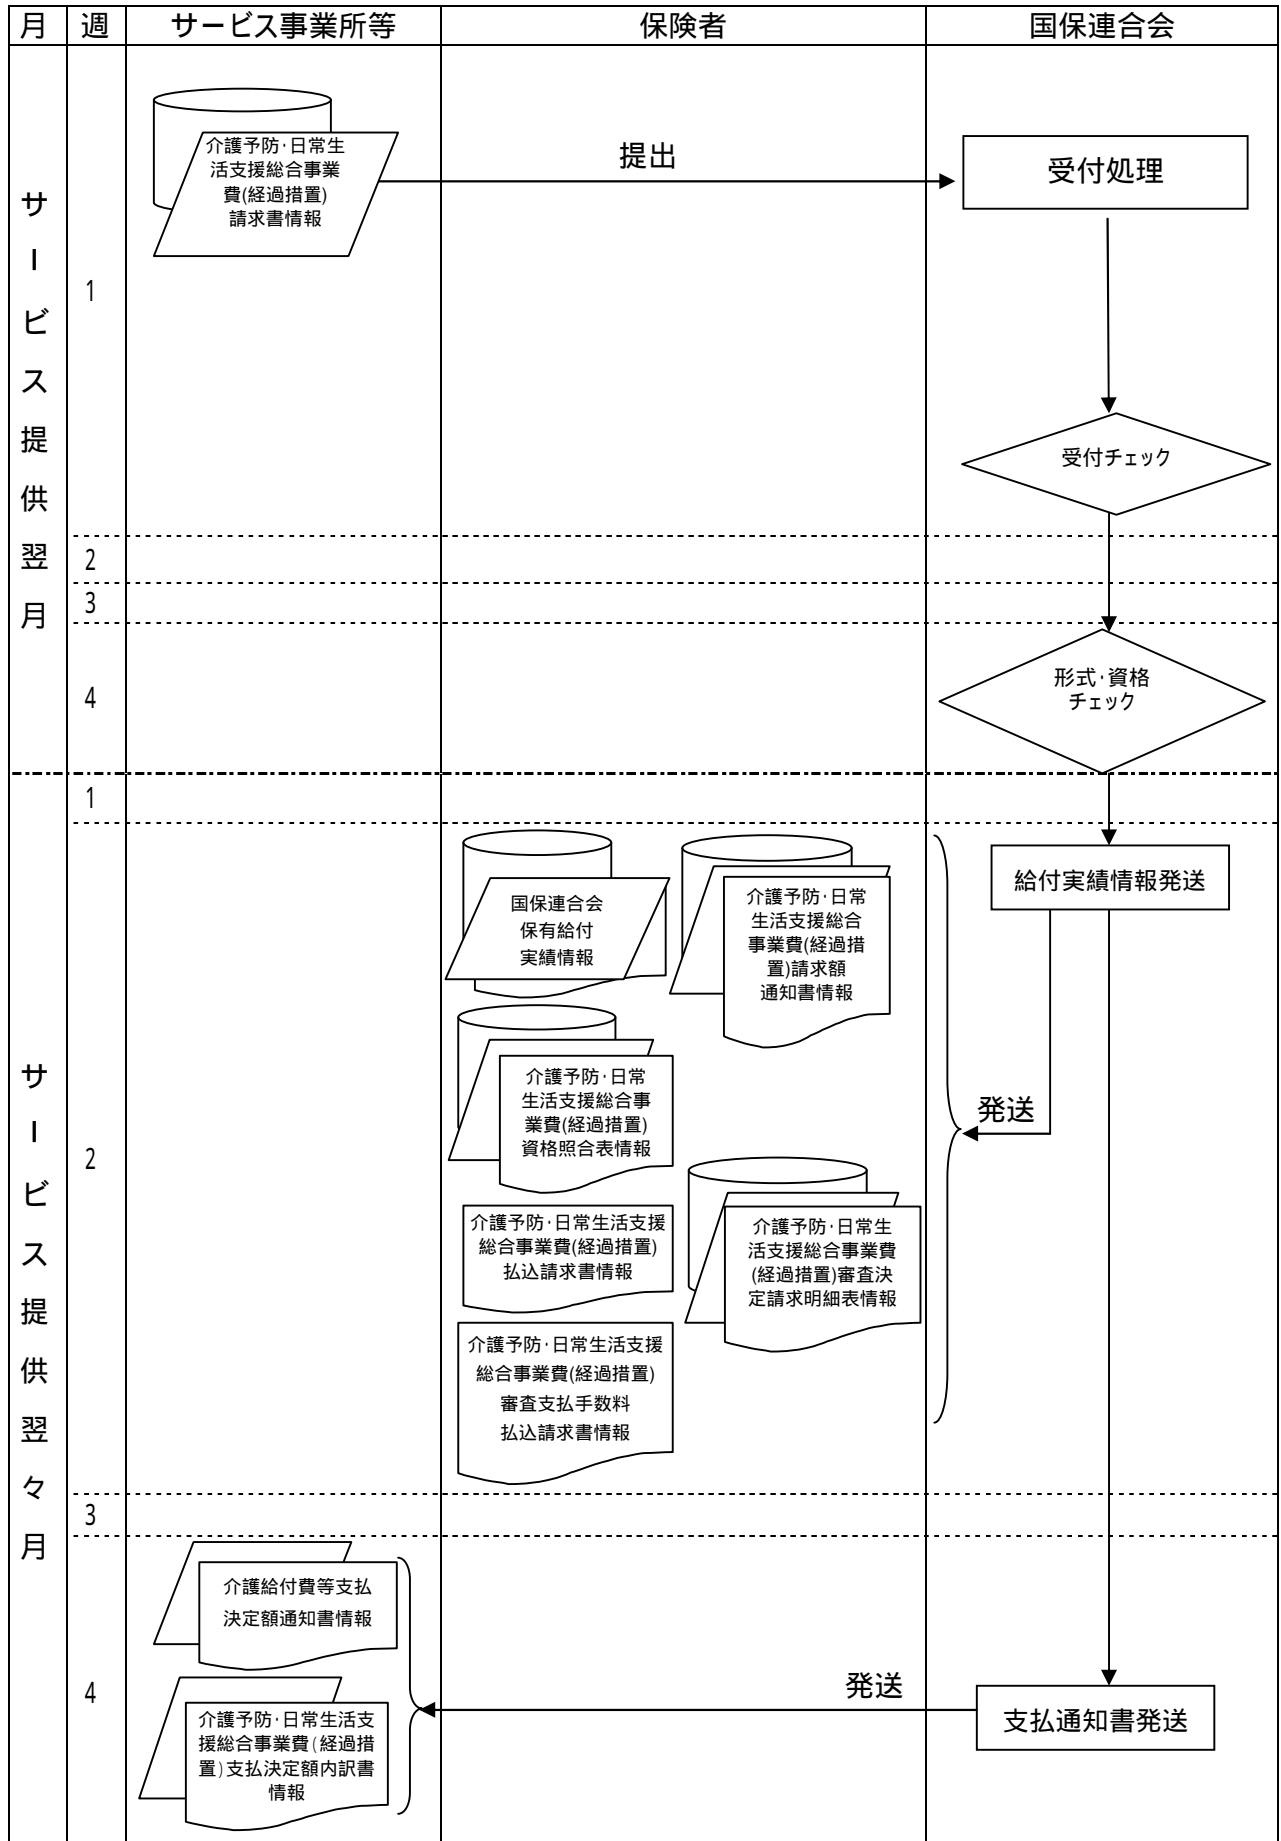 月 週 サービス事業所等 保険者 国保連合会
サービス提供翌月
1
介護予防・日常生
活支援総合事業
費(経過措置)
請求書情報
提出
受付処理
受付チェック
2
3
4
形式・資格
チェック
サービス提供翌々月
1
2
国保連合会
保有給付
実績情報
介護予防・日常
生活支援総合
事業費(経過措
置)請求額
通知書情報
給付実績情報発送
介護予防・日常
生活支援総合事
業費(経過措置)
資格照合表情報
発送
介護予防・日常生活支援
総合事業費(経過措置)
払込請求書情報
介護予防・日常生
活支援総合事業費
(経過措置)審査決
定請求明細表情報
介護予防・日常生活支援
総合事業費(経過措置)
審査支払手数料
払込請求書情報
3
4
介護給付費等支払
決定額通知書情報
介護予防・日常生活支
援総合事業費(経過措
置)支払決定額内訳書
情報
発送
支払通知書発送